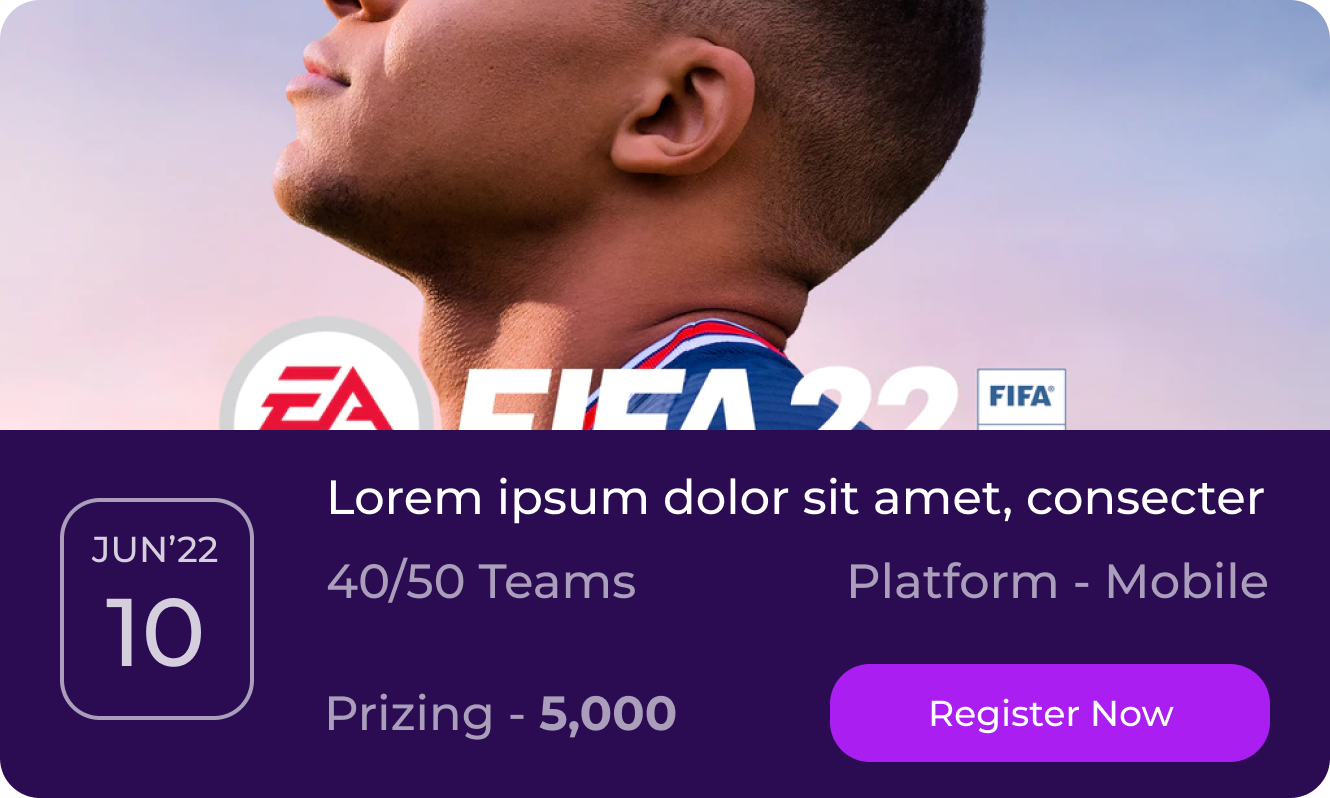 EA
FIFA 22
FIFA®
Lorem ipsum dolor sit amet, consecter
JUN’22
10
40/50 Teams
Platform - Mobile
Prizing - 5,000
Register Now